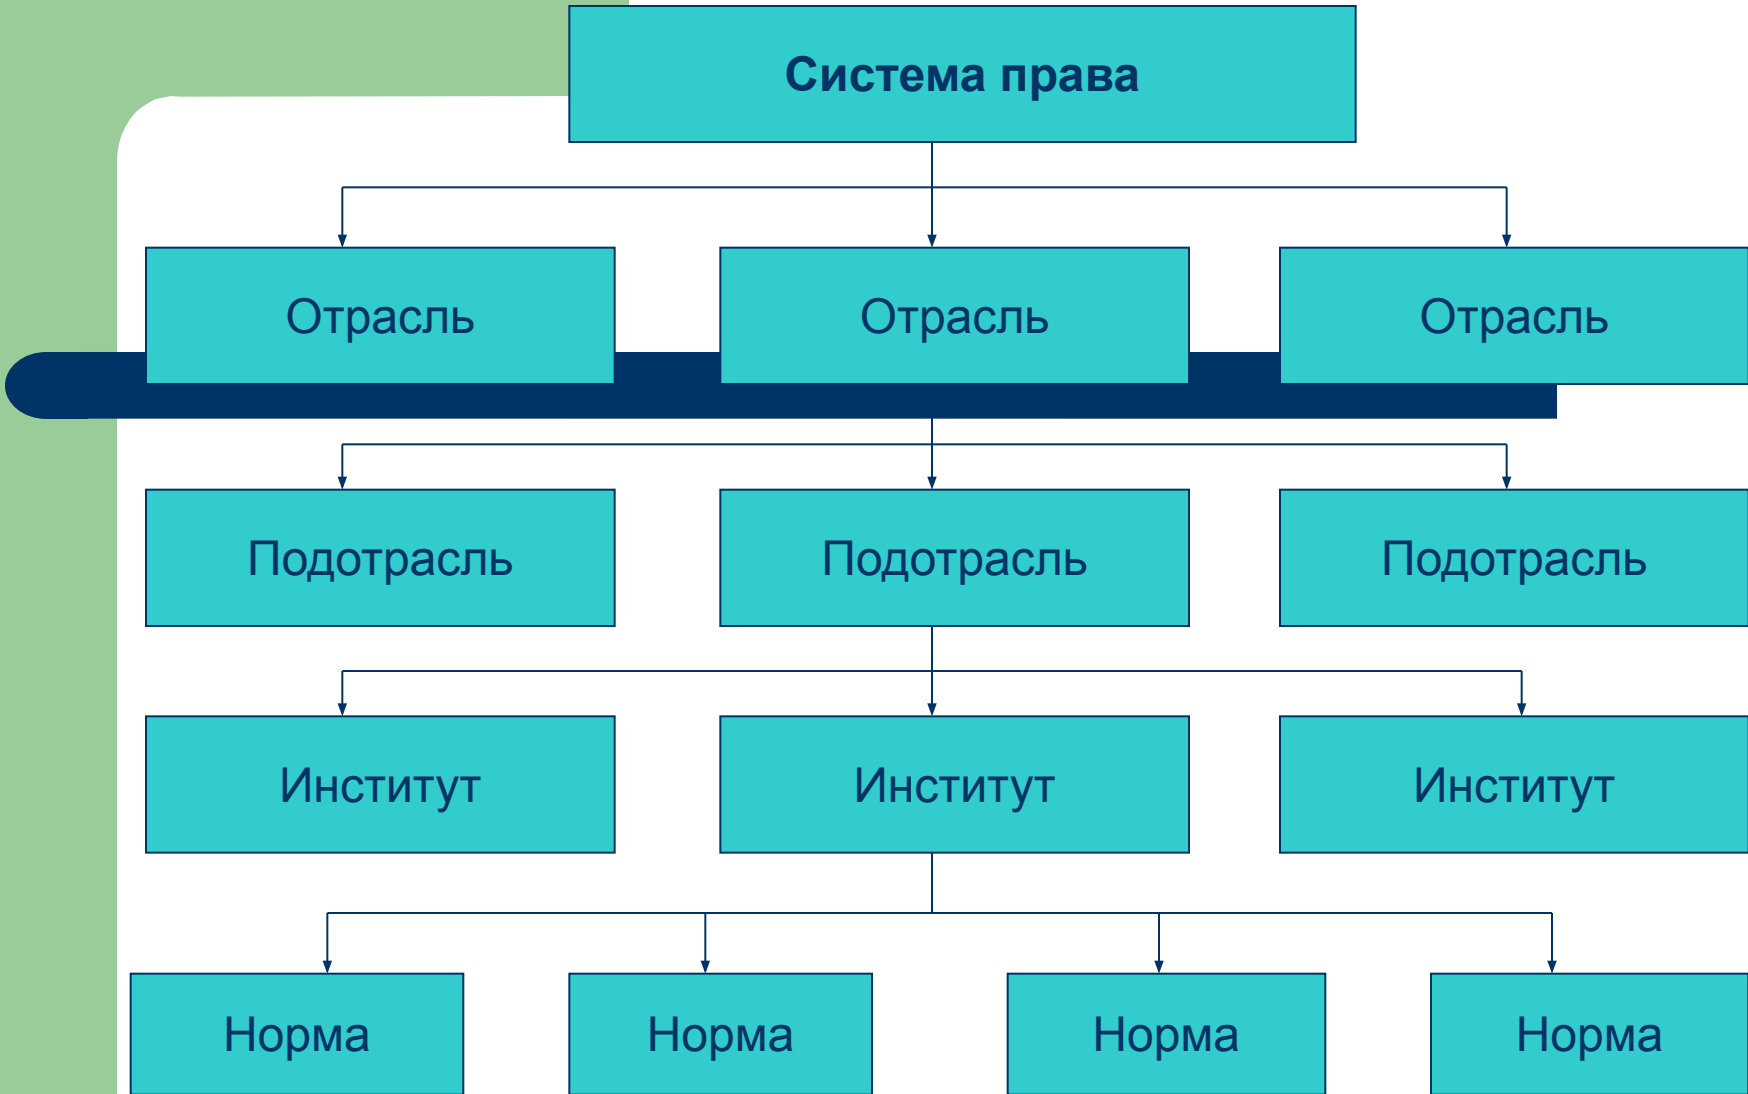 Система права
Отрасль
Отрасль
Отрасль
Подотрасль
Подотрасль
Подотрасль
Институт
Институт
Институт
Норма
Норма
Норма
Норма